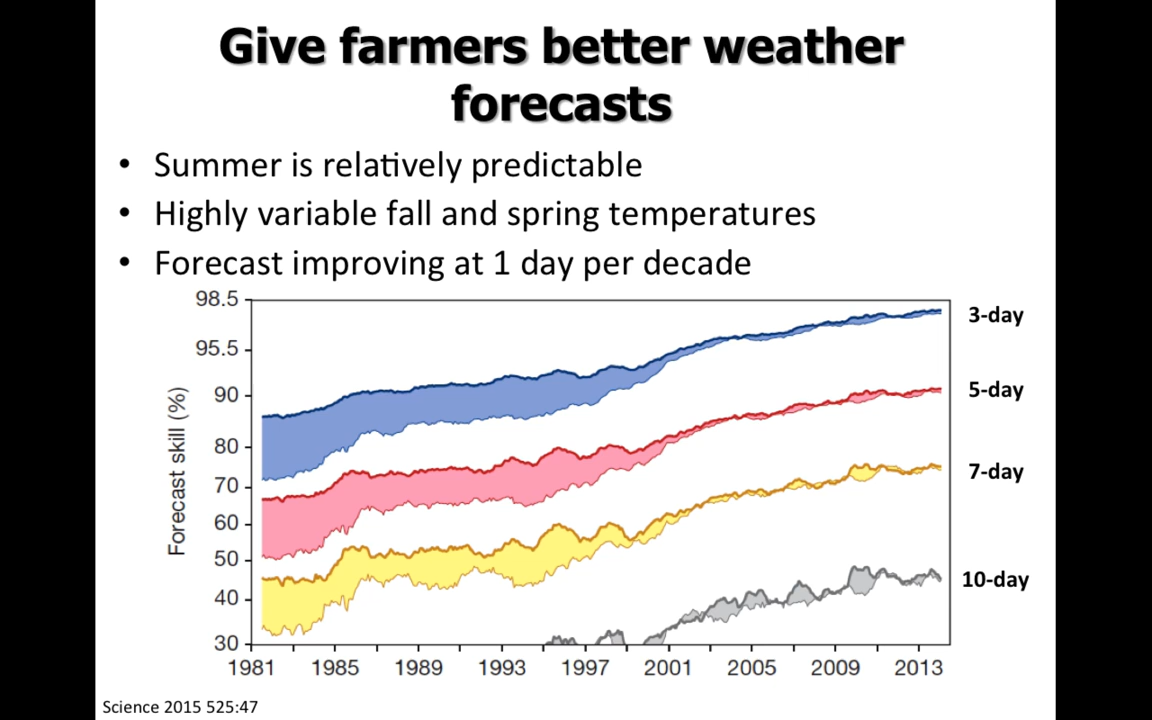 Give farmers better weather
forecasts
• Summer is relatively predictable
• Highly variable fall and spring temperatures
• Forecast improving at 1 day per decade
98.5
95.5
90
80
70
60
50
40
30
Forecast skill (%)
3-day
5-day
7-day
10-day
1981 1985 1989 1993 1997 2001 2005 2009 2013
Science 2015 525:47